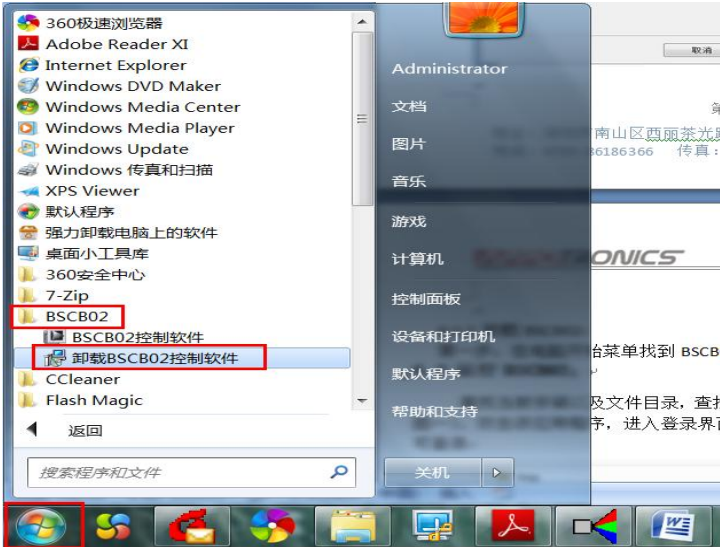 360极速浏览器
Adobe Reader XI
Internet Explorer
Windows DVD Maker
Windows Media Center
Windows Media Player
Windows Update
Windows 传真和扫描
XPS Viewer
默认程序
强力卸载电脑上的软件
桌面小工具库
360安全中心
7-Zip
BSCB02
BSCB02控制软件
卸载BSCB02控制软件
CCleaner
Flash Magic
返回
搜索程序和文件
Administrator
文档
图片
音乐
游戏
计算机
控制面板
设备和打印机
默认程序
帮助和支持
关机
取消
南山区西丽茶光
86186366 传真：
ONICS
始菜单找到 BSCB
及文件目录，查找
序，进入登录界面